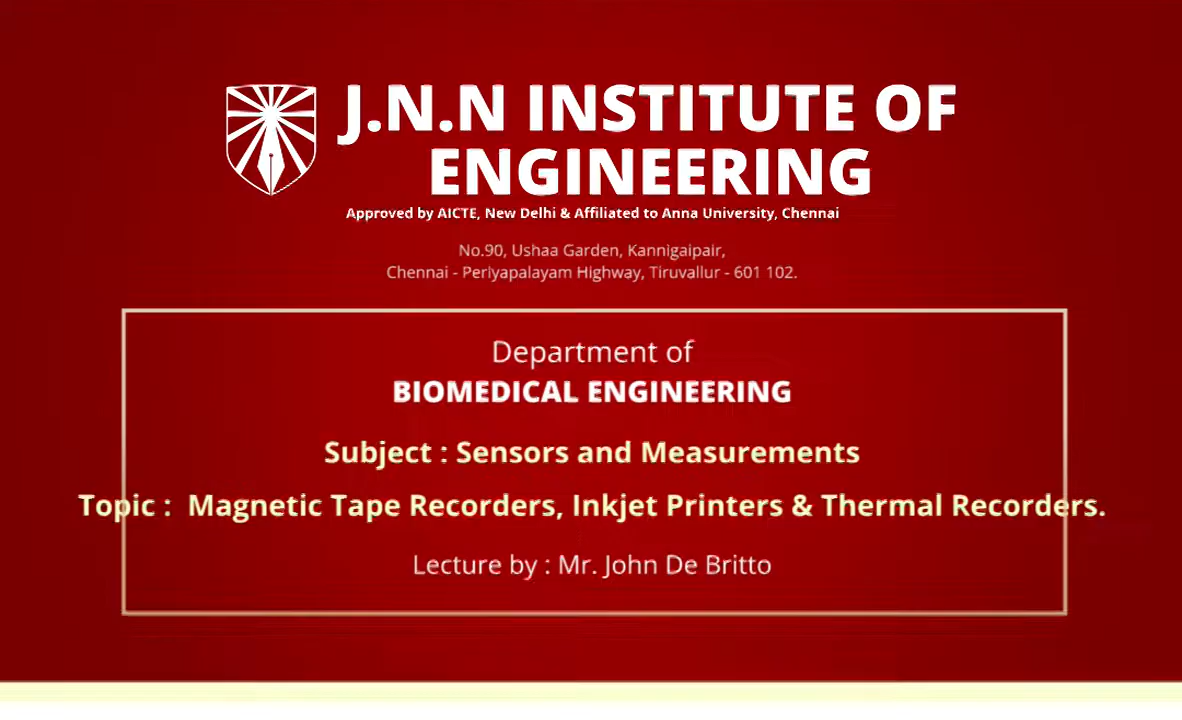 J.N.N INSTITUTE OF
ENGINEERING
Approved by AICTE, New Delhi & Affiliated to Anna University, Chennai
No.90, Ushaa Garden, Kannigaipair,
Chennai - Periyapalayam Highway, Tiruvallur - 601 102.
Department of
BIOMEDICAL ENGINEERING
Subject : Sensors and Measurements
Topic : Magnetic Tape Recorders, Inkjet Printers & Thermal Recorders.
Lecture by : Mr. John De Britto